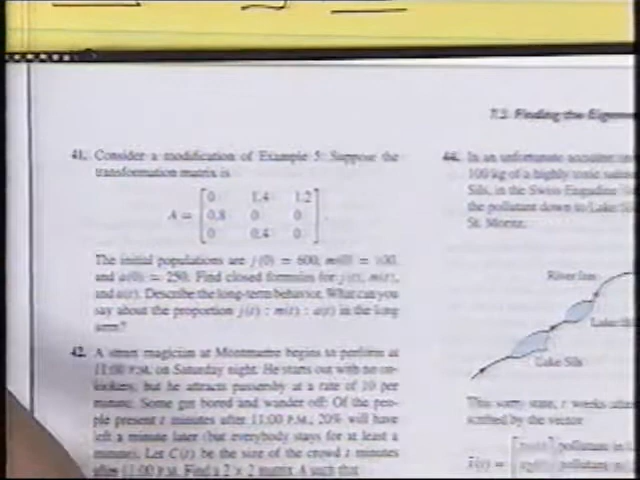 7.2 Finding the Eigen
41. Consider a modification of Example 5: Suppose the
transformation matrix is
A = [0 1.4 1.2
0.8 0 0
0 0.4 0].
The initial populations are j(0) = 600, m(0) = 100,
and a(0) = 250. Find closed formulas for j(t), m(t),
and a(t). Describe the long-term behavior. What can you
say about the proportion j(t) : m(t) : a(t) in the long
term?
42. A street magician at Montmartre begins to perform at
11:00 P.M. on Saturday night. He starts out with no on-
lookers, but he attracts passersby at a rate of 10 per
minute. Some get bored and wander off: Of the peo-
ple present t minutes after 11:00 P.M., 20% will have
left a minute later (but everybody stays for at least a
minute). Let C(t) be the size of the crowd t minutes
after 11:00 P.M. Find a 2 × 2 matrix A such that
44. In an unfortunate accident
100 kg of a highly toxic
Sils, in the Swiss Engadine
the pollutant down to Lake
St. Moritz.
River Inn
Lake Sil
Lake Sils
This sorry state, t weeks after
scribed by the vector
pollutant in
pollutant in